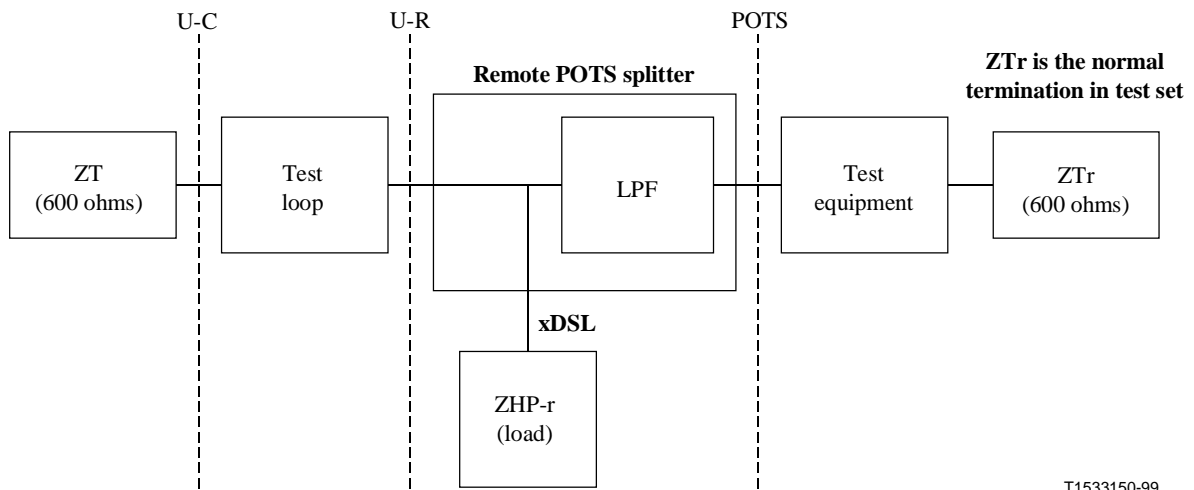 U-C
U-R
POTS
Remote POTS splitter
ZTr is the normal
termination in test set
ZT
(600 ohms)
Test
loop
LPF
Test
equipment
ZTr
(600 ohms)
xDSL
ZHP-r
(load)
T1533150-99